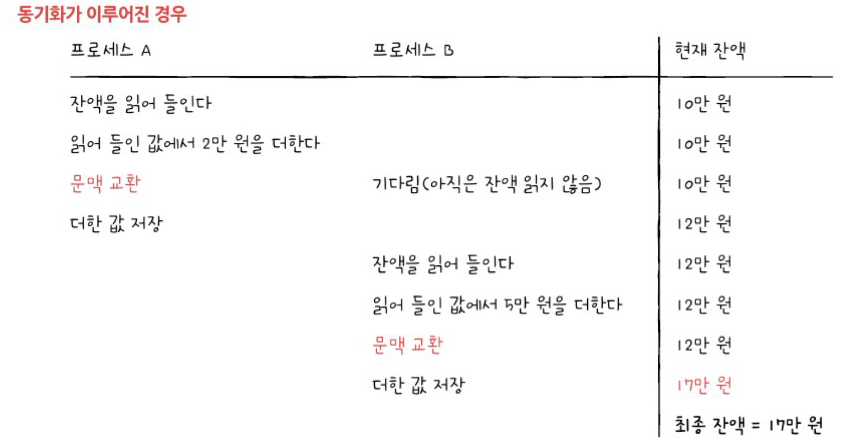 동기화가 이루어진 경우
프로세스 A 프로세스 B 현재 잔액
잔액을 읽어 들인다 10만 원
읽어 들인 값에서 2만 원을 더한다 10만 원
문맥 교환 기다림(아직은 잔액 읽지 않음) 10만 원
더한 값 저장 12만 원
잔액을 읽어 들인다 12만 원
읽어 들인 값에서 5만 원을 더한다 12만 원
문맥 교환 12만 원
더한 값 저장 17만 원
최종 잔액 = 17만 원